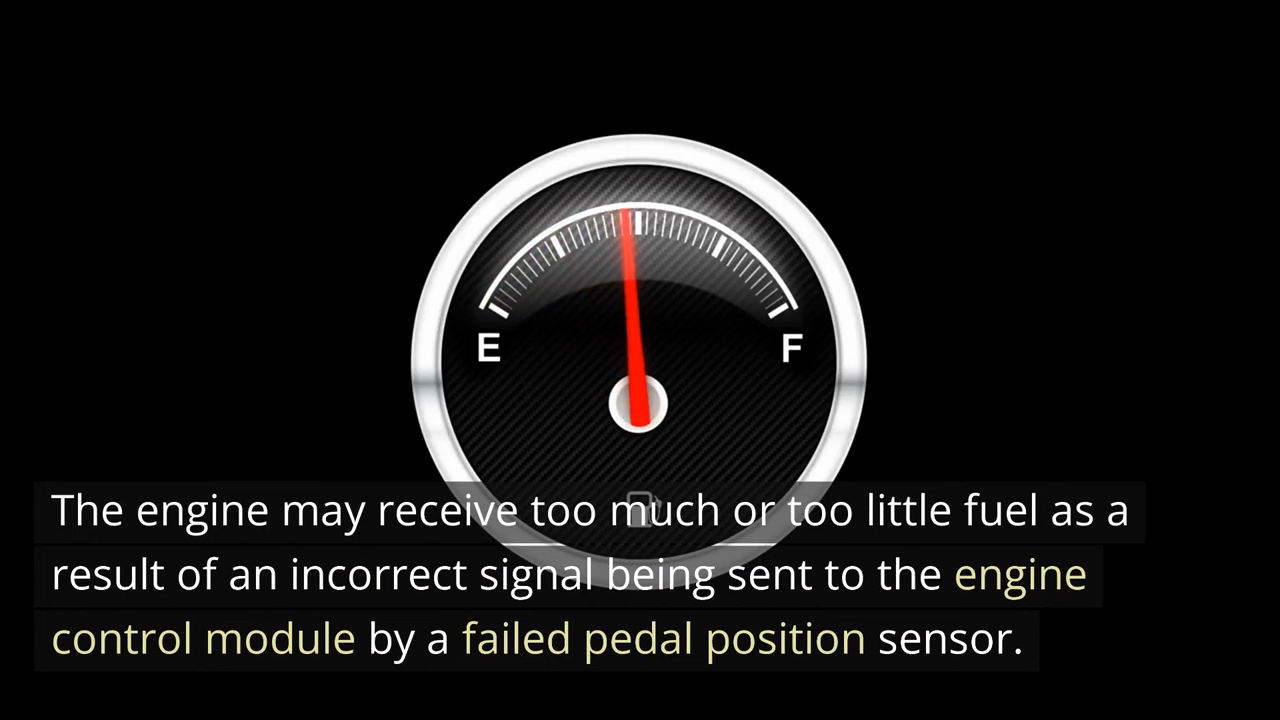 E F
The engine may receive too much or too little fuel as a
result of an incorrect signal being sent to the engine
control module by a failed pedal position sensor.